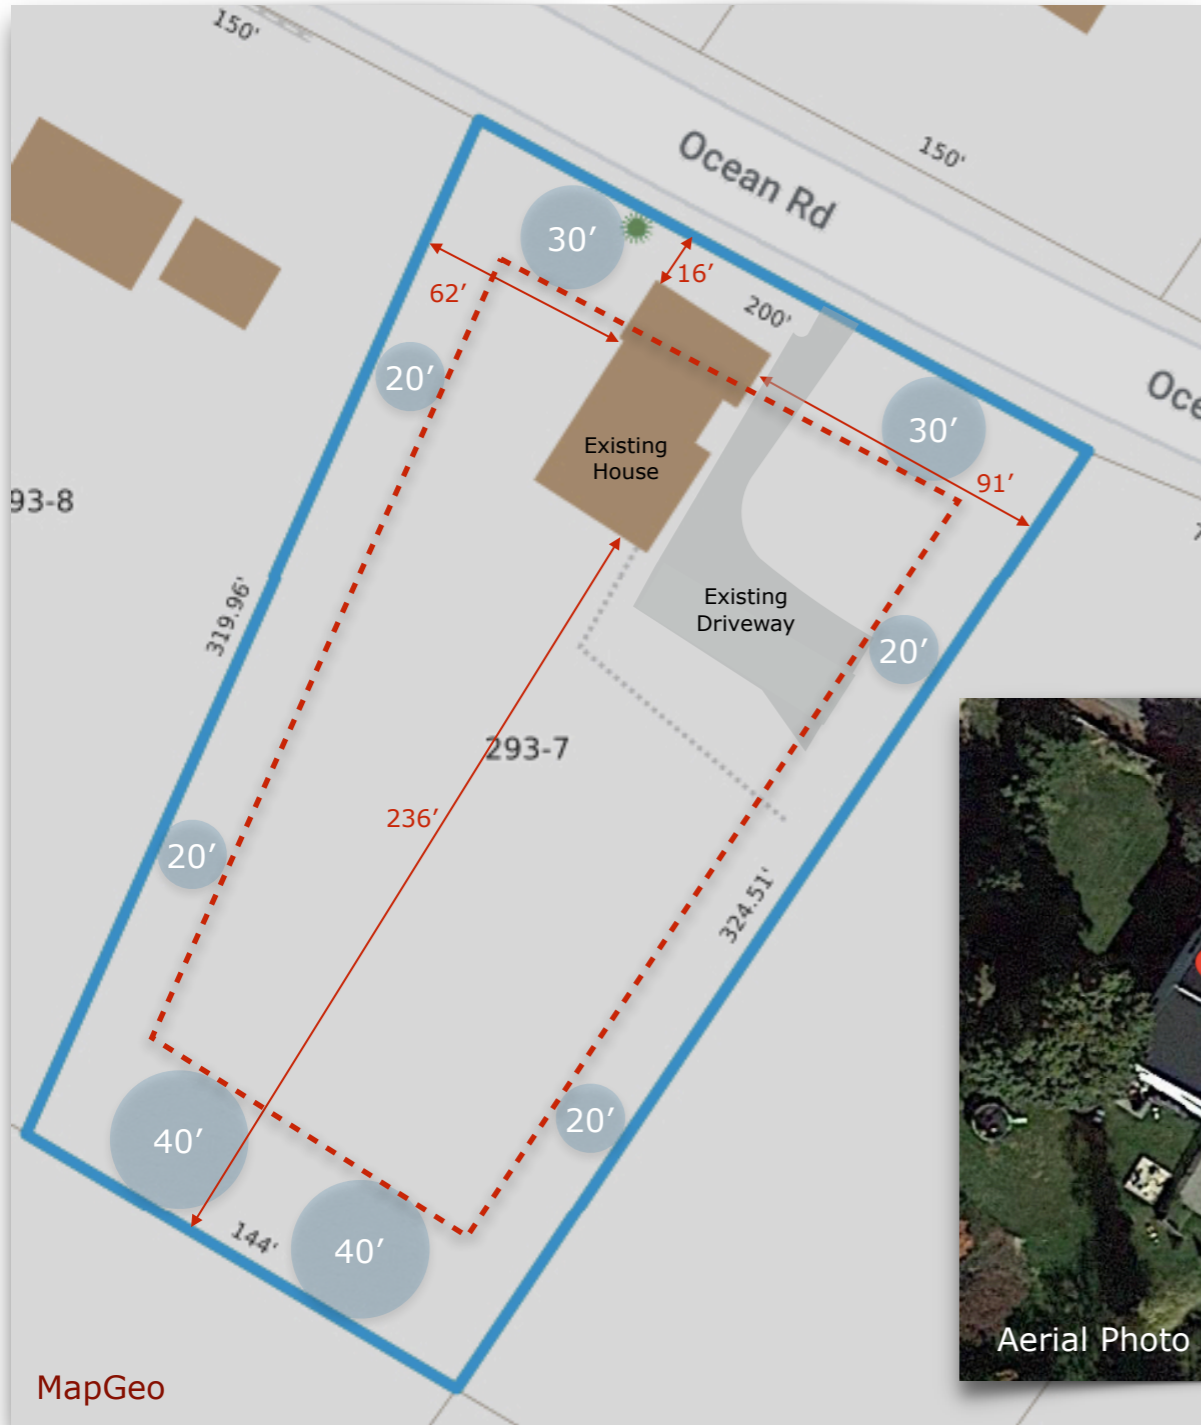 150'
Ocean Rd
150'
30'
16'
62'
200'
20'
30'
Existing
House
91'
93-8
Existing
Driveway
20'
319.96'
293-7
236'
20'
324.51'
40'
20'
144'
40'
Aerial Photo
MapGeo